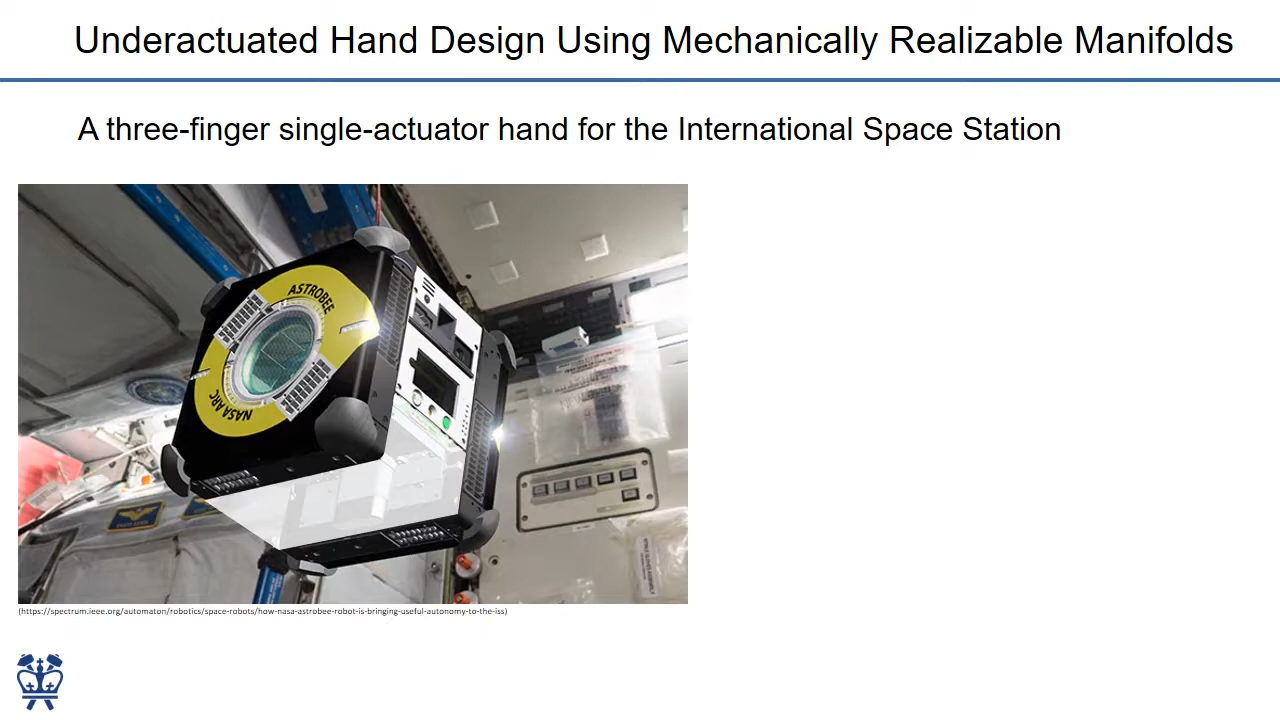 Underactuated Hand Design Using Mechanically Realizable Manifolds
A three-finger single-actuator hand for the International Space Station
ASTROBEE
NASA ARC
(https://spectrum.ieee.org/automaton/robotics/space-robots/how-nasa-astrobee-robot-is-bringing-useful-autonomy-to-the-iss)